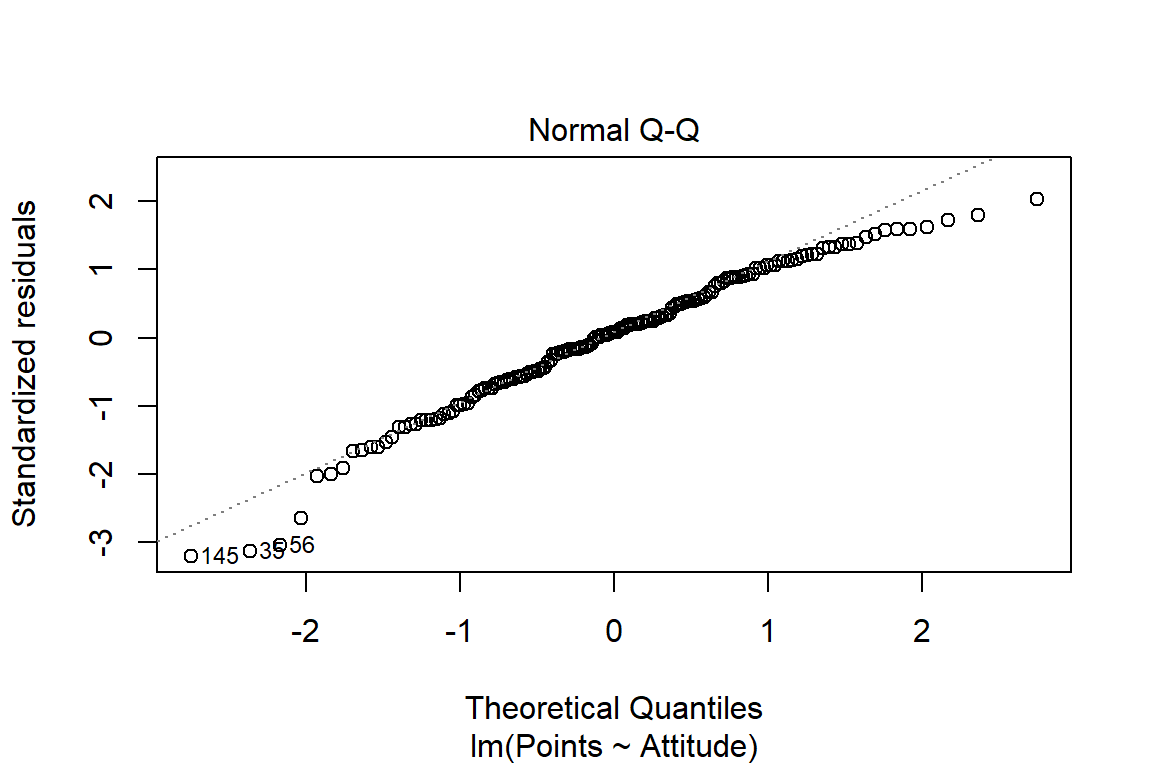 Normal Q-Q
Standardized residuals
2
1
0
-1
-2
-3
145
35
56
-2 -1 0 1 2
Theoretical Quantiles
lm(Points ~ Attitude)